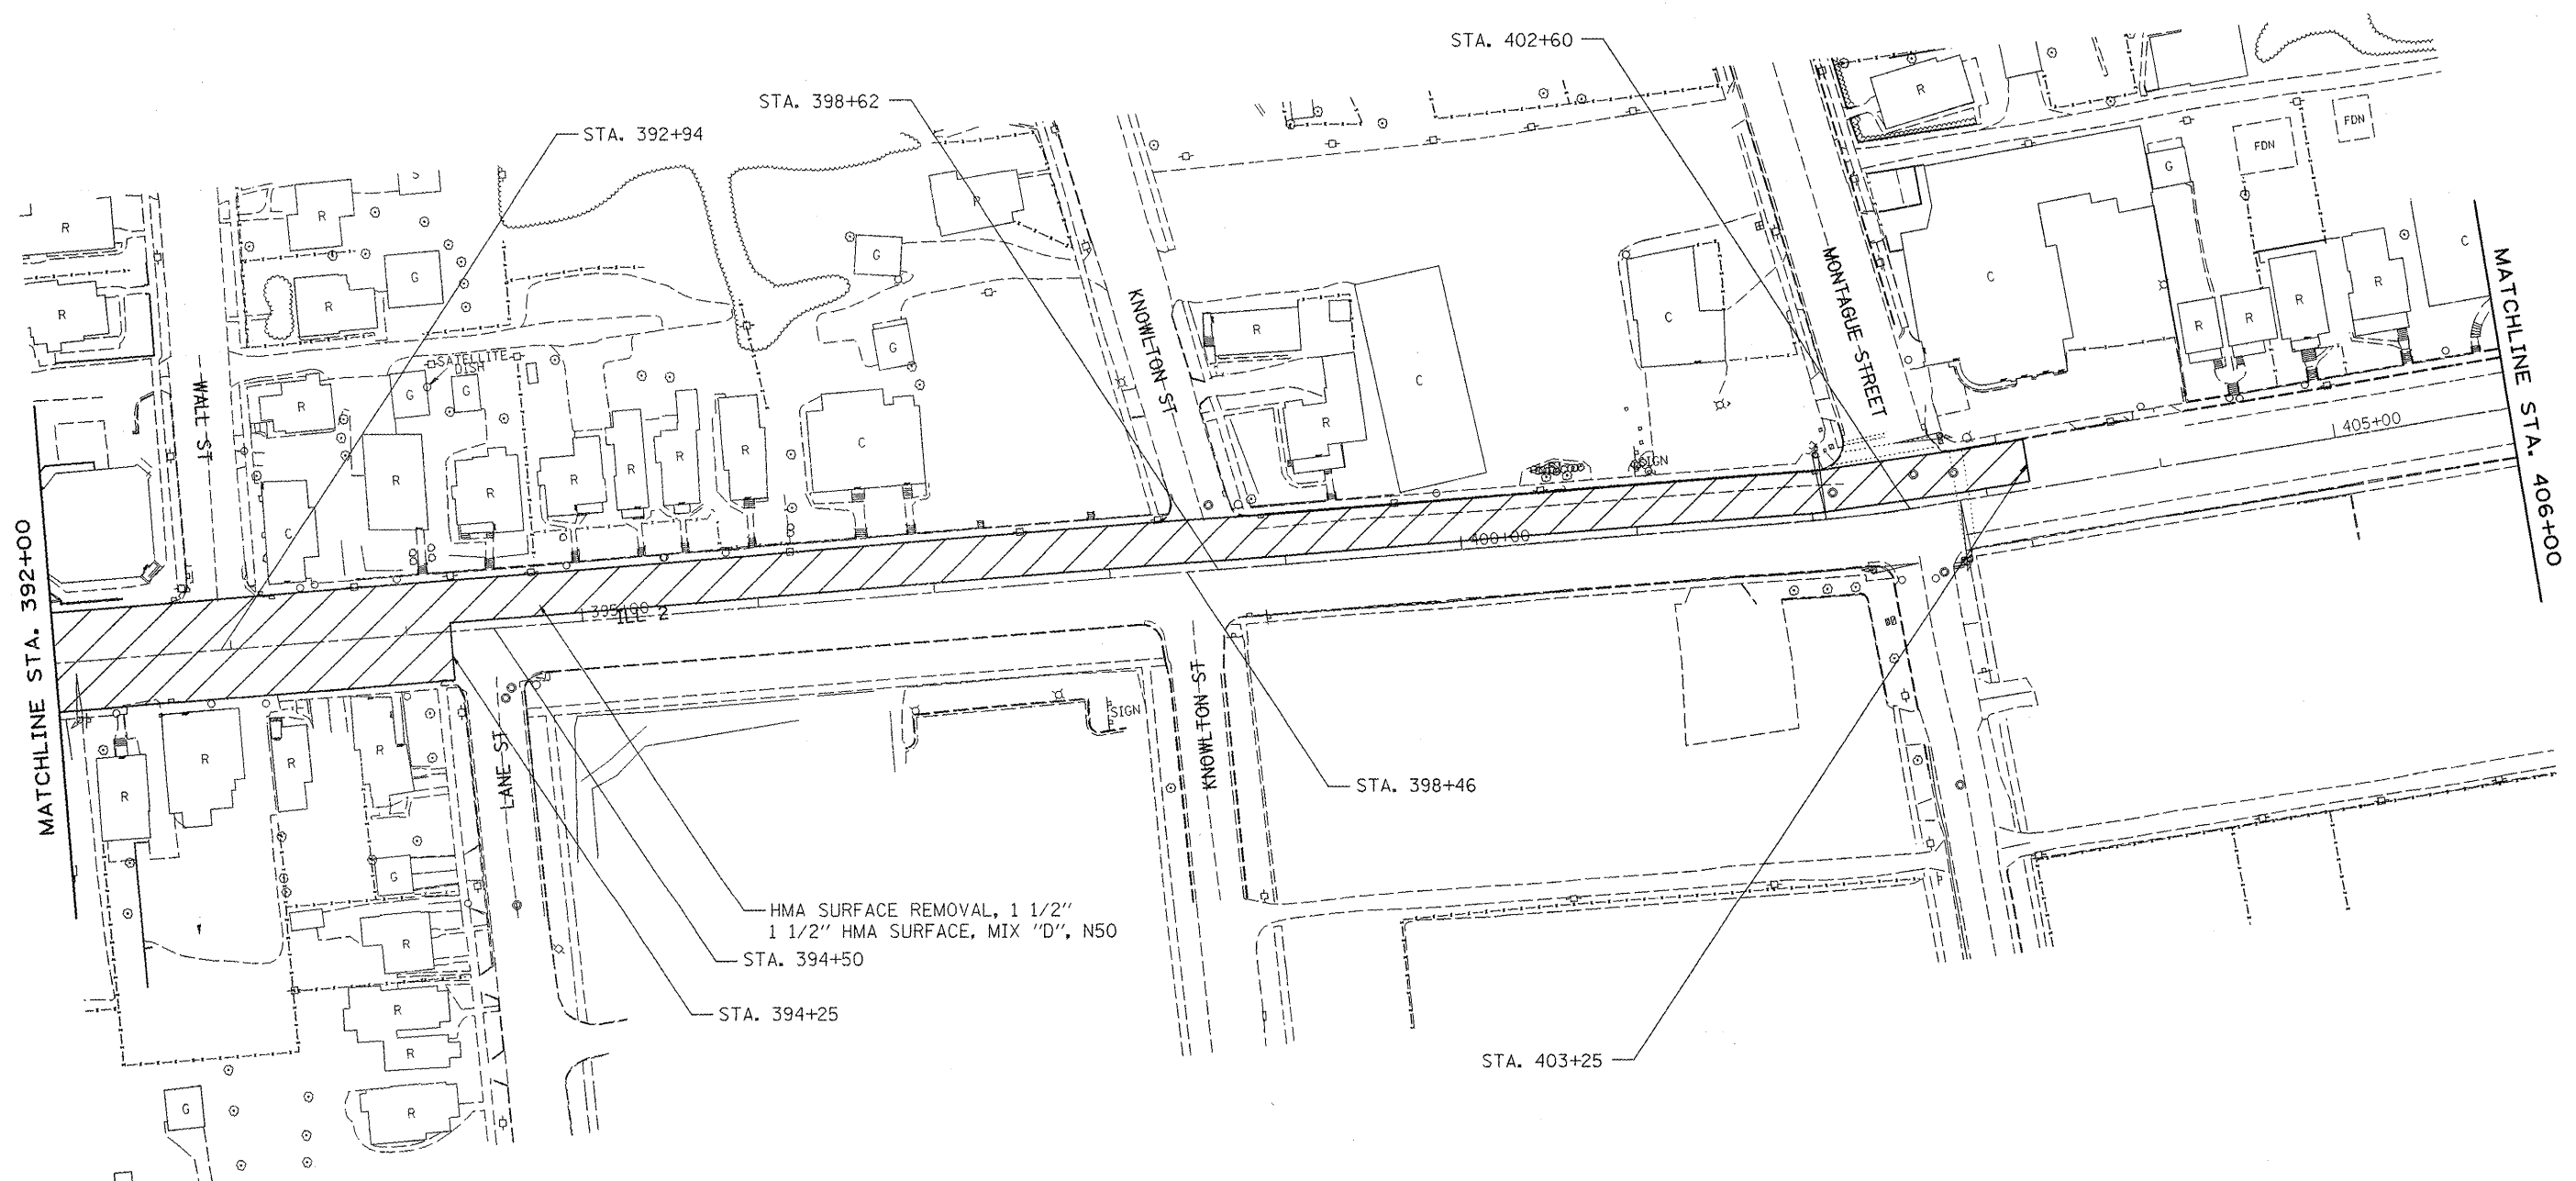 STA. 402+60
STA. 398+62
STA. 392+94
R
FDN
FDN
S
R
R
R
G
G
C
MATCHLINE STA. 406+00
R
G
R
R
KNOWLTON ST
MONTAGUE STREET
C
C
R
R
R
R
R
G
C
WALL ST
SATELLITE
DISH
R
G
G
R
C
R
R
R
R
R
R
C
C
SIGN
405+00
400+00
395+00
ILL 2
MATCHLINE STA. 392+00
R
R
R
R
LANE ST
SIGN
KNOWLTON ST
STA. 398+46
G
R
HMA SURFACE REMOVAL, 1 1/2"
1 1/2" HMA SURFACE, MIX "D", N50
STA. 394+50
STA. 394+25
R
R
R
G
STA. 403+25